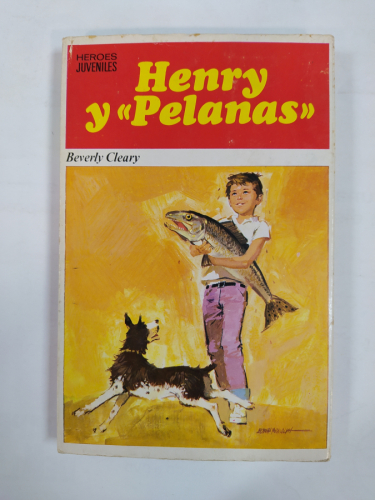 HEROES
JUVENILES
Henry
y «Pelanas»
Beverly Cleary